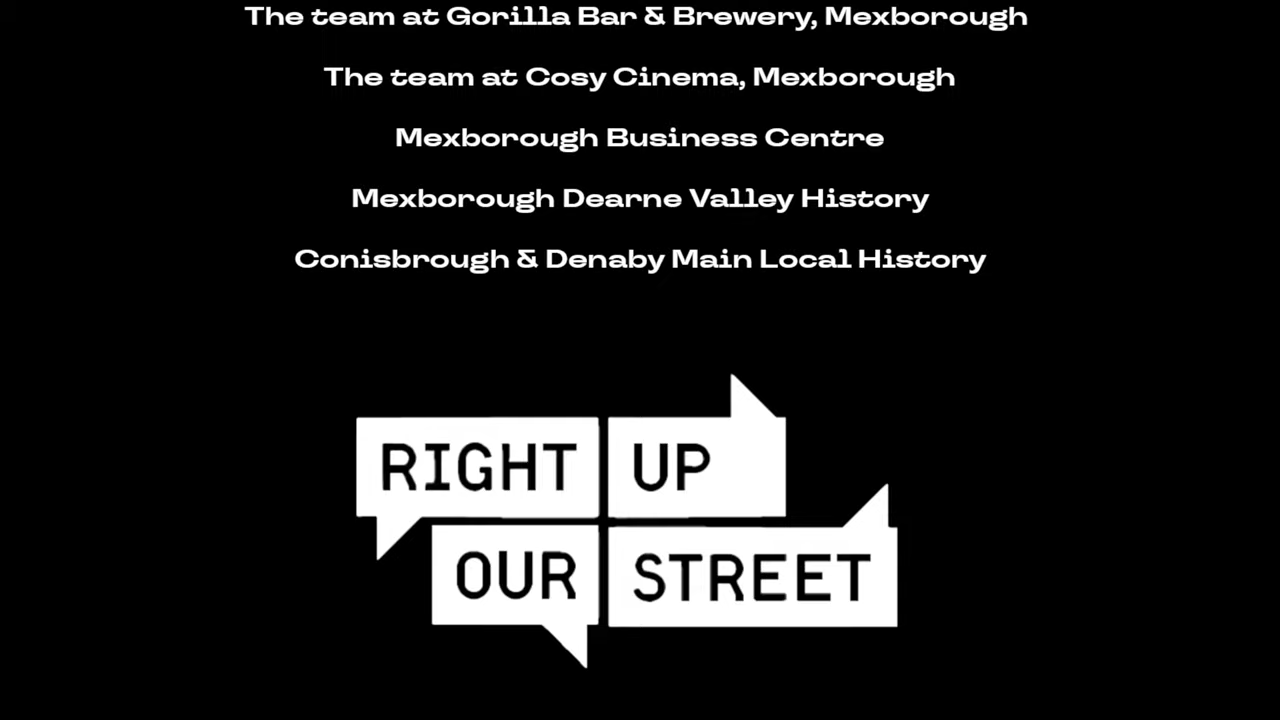 The team at Gorilla Bar & Brewery, Mexborough
The team at Cosy Cinema, Mexborough
Mexborough Business Centre
Mexborough Dearne Valley History
Conisbrough & Denaby Main Local History
RIGHT UP
OUR STREET